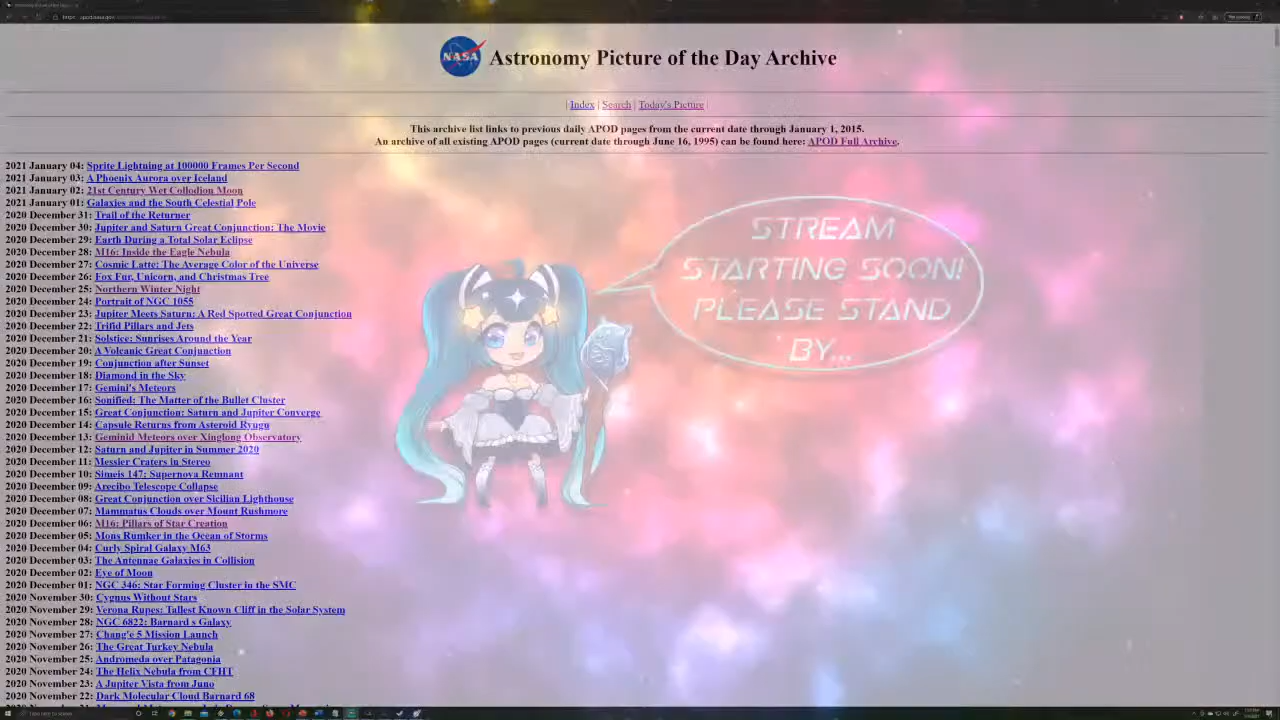 NASA
Astronomy Picture of the Day Archive
| Index | Search | Today's Picture |
This archive list links to previous daily APOD pages from the current date through January 1, 2015.
An archive of all existing APOD pages (current date through June 16, 1995) can be found here: APOD Full Archive.
2021 January 04: Sprite Lightning at 100000 Frames Per Second
2021 January 03: A Phoenix Aurora over Iceland
2021 January 02: 21st Century Wet Collodion Moon
2021 January 01: Galaxies and the South Celestial Pole
2020 December 31: Trail of the Returner
2020 December 30: Jupiter and Saturn Great Conjunction: The Movie
2020 December 29: Earth During a Total Solar Eclipse
2020 December 28: M16: Inside the Eagle Nebula
2020 December 27: Cosmic Latte: The Average Color of the Universe
2020 December 26: Fox Fur, Unicorn, and Christmas Tree
2020 December 25: Northern Winter Night
2020 December 24: Portrait of NGC 1055
2020 December 23: Jupiter Meets Saturn: A Red Spotted Great Conjunction
2020 December 22: Trifid Pillars and Jets
2020 December 21: Solstice: Sunrises Around the Year
2020 December 20: A Volcanic Great Conjunction
2020 December 19: Conjunction after Sunset
2020 December 18: Diamond in the Sky
2020 December 17: Gemini's Meteors
2020 December 16: Sonified: The Matter of the Bullet Cluster
2020 December 15: Great Conjunction: Saturn and Jupiter Converge
2020 December 14: Capsule Returns from Asteroid Ryugu
2020 December 13: Geminid Meteors over Xinglong Observatory
2020 December 12: Saturn and Jupiter in Summer 2020
2020 December 11: Messier Craters in Stereo
2020 December 10: Simeis 147: Supernova Remnant
2020 December 09: Arecibo Telescope Collapse
2020 December 08: Great Conjunction over Sicilian Lighthouse
2020 December 07: Mammatus Clouds over Mount Rushmore
2020 December 06: M16: Pillars of Star Creation
2020 December 05: Mons Rumker in the Ocean of Storms
2020 December 04: Curly Spiral Galaxy M63
2020 December 03: The Antennae Galaxies in Collision
2020 December 02: Eye of Moon
2020 December 01: NGC 346: Star Forming Cluster in the SMC
2020 November 30: Cygnus Without Stars
2020 November 29: Verona Rupes: Tallest Known Cliff in the Solar System
2020 November 28: NGC 6822: Barnard s Galaxy
2020 November 27: Chang'e 5 Mission Launch
2020 November 26: The Great Turkey Nebula
2020 November 25: Andromeda over Patagonia
2020 November 24: The Helix Nebula from CFHT
2020 November 23: A Jupiter Vista from Juno
2020 November 22: Dark Molecular Cloud Barnard 68
STREAM
STARTING SOON!
PLEASE STAND
BY...